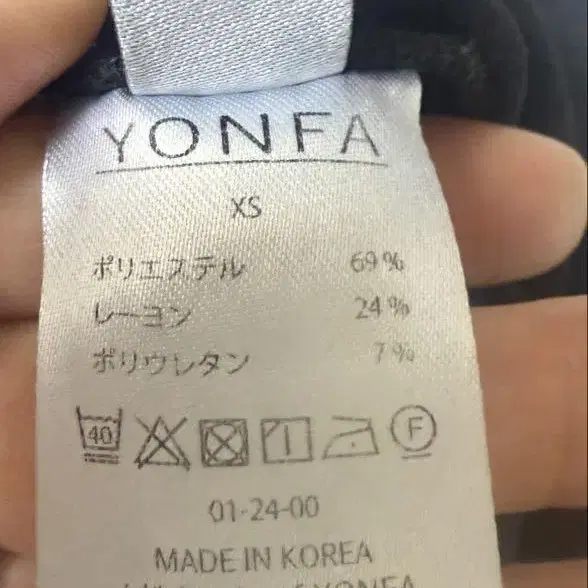 YONFA
XS
ポリエステル 69%
レーヨン 24%
ポリウレタン 7%
40 F
01-24-00
MADE IN KOREA
YONFA